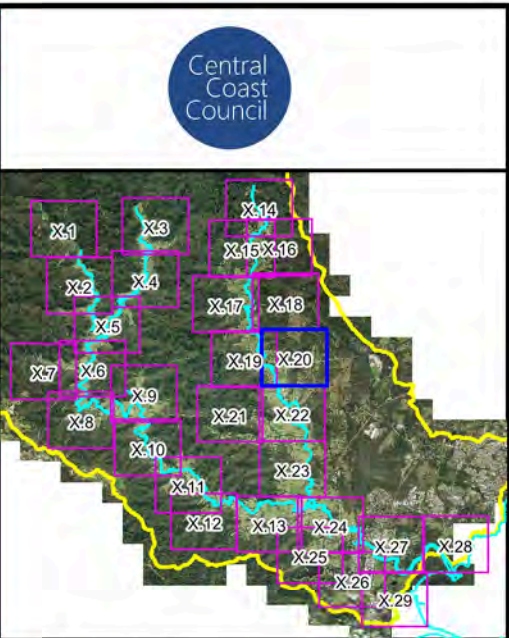 Central
Coast
Council
X.1
X.3
X.14
X.15
X.16
X.2
X.4
X.17
X.18
X.5
X.7
X.6
X.19
X.20
X.9
X.8
X.21
X.22
X.10
X.23
X.11
X.12
X.13
X.24
X.25
X.27
X.28
X.26
X.29